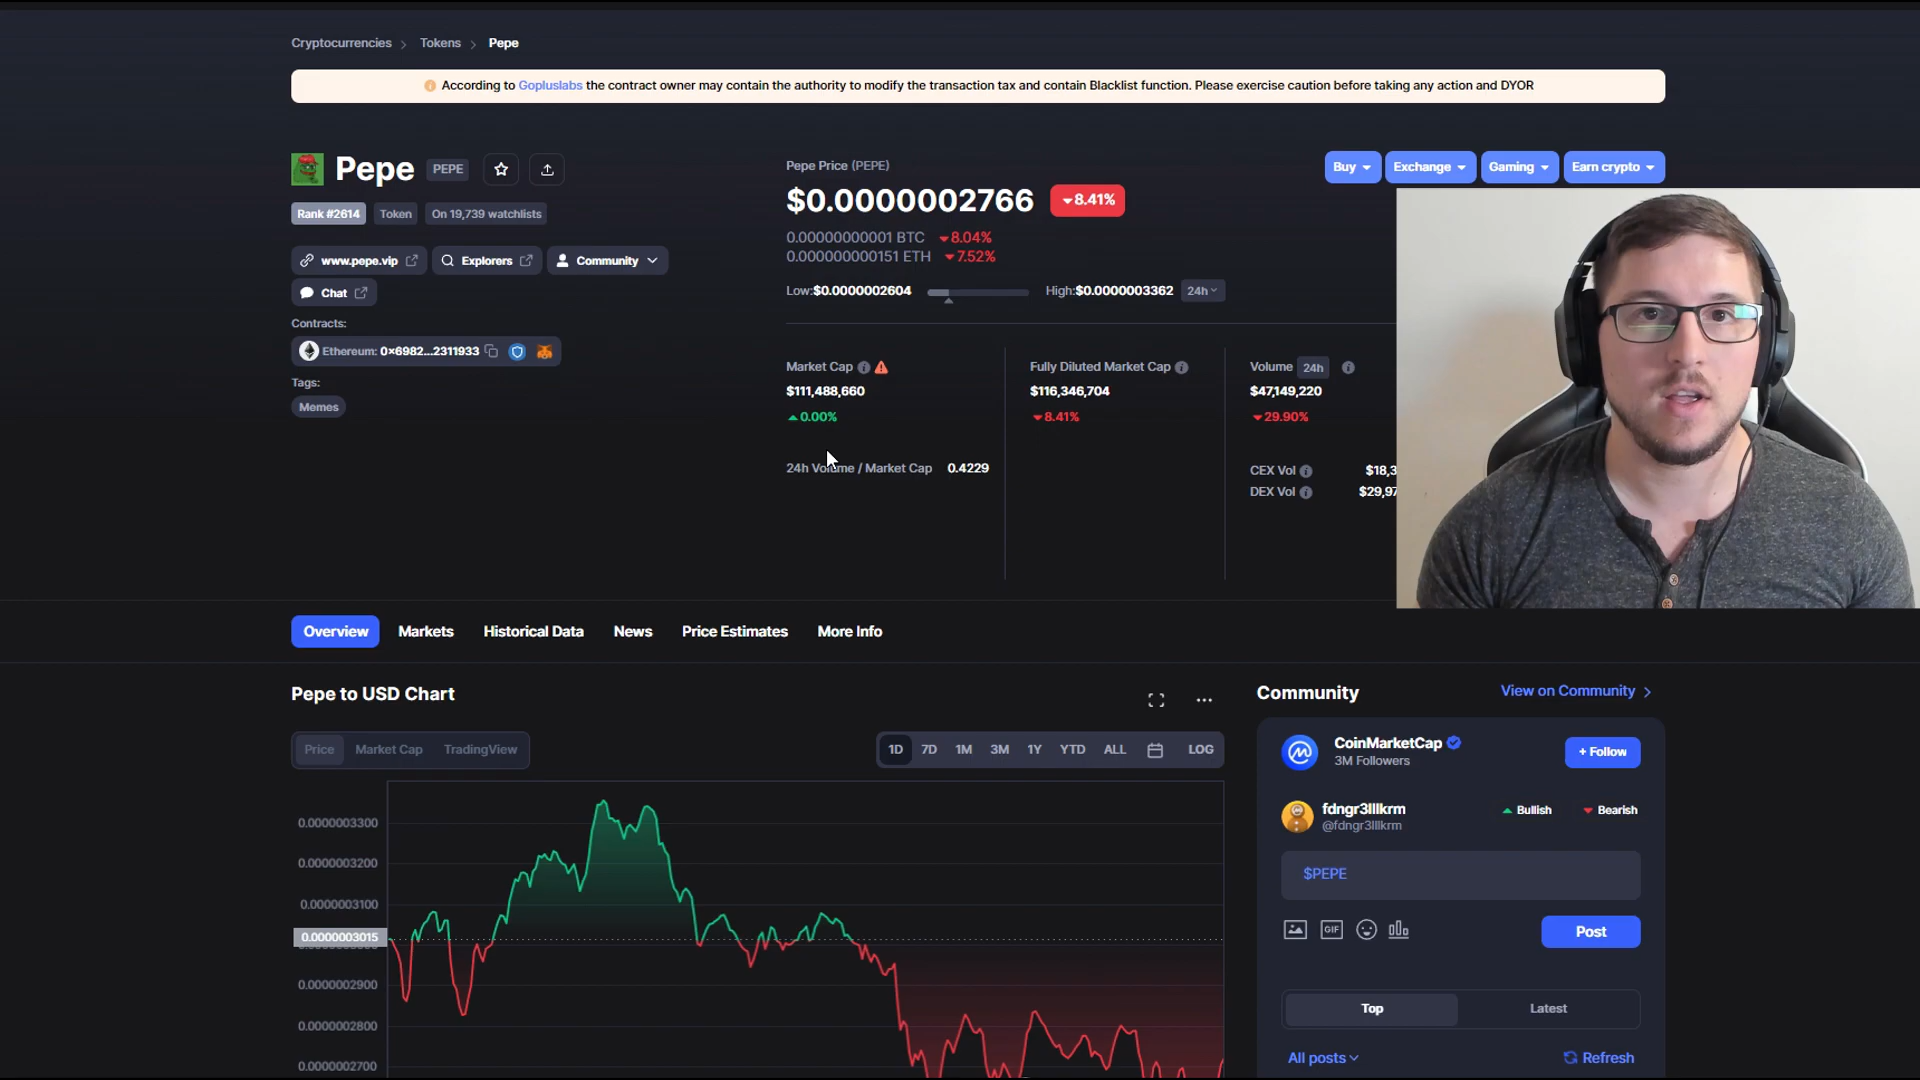 Cryptocurrencies > Tokens > Pepe
According to Gopluslabs the contract owner may contain the authority to modify the transaction tax and contain Blacklist function. Please exercise caution before taking any action and DYOR
Pepe PEPE
Rank #2614 Token On 19,739 watchlists
www.pepe.vip Explorers Community
Chat
Contracts:
Ethereum: 0x6982...2311933
Tags:
Memes
Pepe Price (PEPE)
$0.0000002766 8.41%
0.00000000001 BTC 8.04%
0.000000000151 ETH 7.52%
Low:$0.0000002604 High:$0.0000003362 24h
Buy Exchange Gaming Earn crypto
Market Cap
$111,488,660
0.00%
24h Volume / Market Cap 0.4229
Fully Diluted Market Cap
$116,346,704
8.41%
Volume 24h
$47,149,220
29.90%
CEX Vol $18,3
DEX Vol $29,97
Overview Markets Historical Data News Price Estimates More Info
Pepe to USD Chart
Price Market Cap TradingView
1D 7D 1M 3M 1Y YTD ALL LOG
0.0000003300
0.0000003200
0.0000003100
0.0000003015
0.0000002900
0.0000002800
0.0000002700
Community View on Community >
CoinMarketCap + Follow
3M Followers
fdngr3lllkrm Bullish Bearish
@fdngr3lllkrm
$PEPE
GIF
Post
Top Latest
All posts Refresh